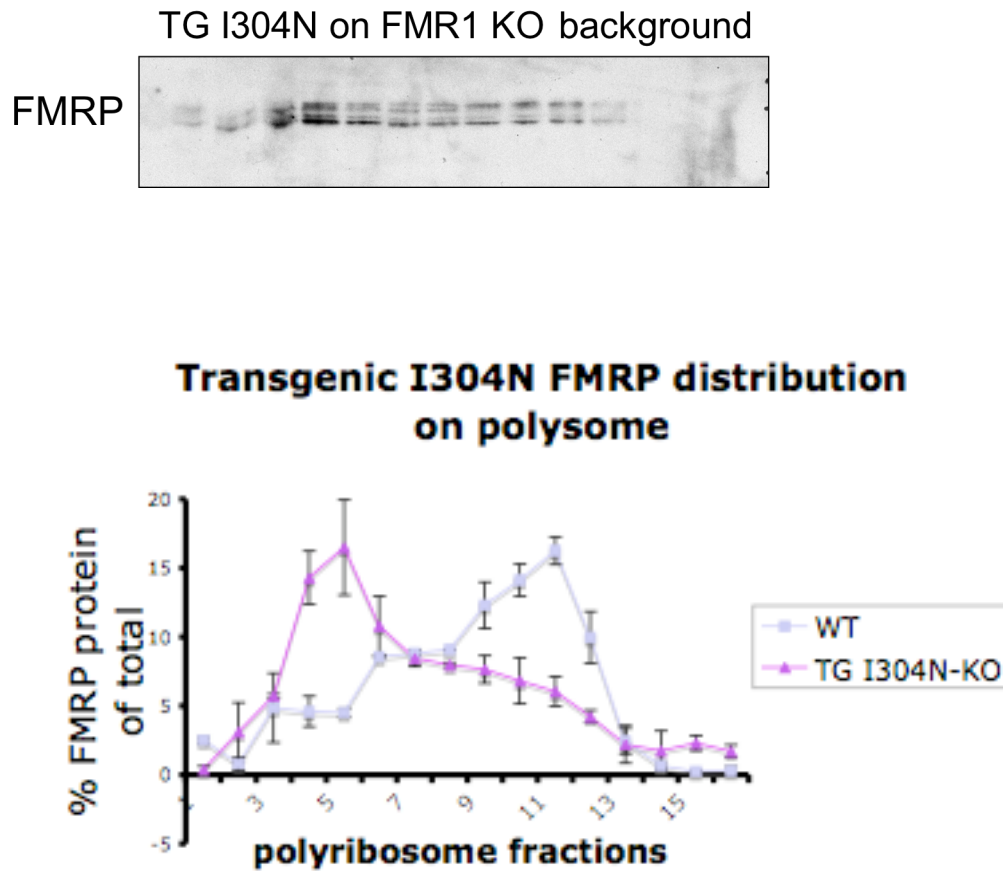 TG I304N on FMR1 KO background
FMRP
Transgenic I304N FMRP distribution
on polysome
% FMRP protein
of total
20
15
10
5
0
-5
1
3
5
7
9
11
13
15
polyribosome fractions
WT
TG I304N-KO